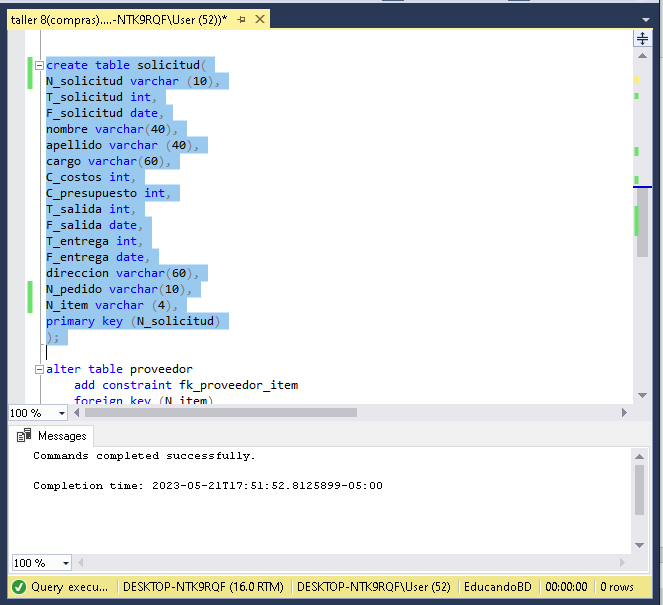 taller 8(compras)....-NTK9RQF\User (52))*
create table solicitud(
N_solicitud varchar (10),
T_solicitud int,
F_solicitud date,
nombre varchar(40),
apellido varchar (40),
cargo varchar(60),
C_costos int,
C_presupuesto int,
T_salida int,
F_salida date,
T_entrega int,
F_entrega date,
direccion varchar(60),
N_pedido varchar(10),
N_item varchar (4),
primary key (N_solicitud)
);
alter table proveedor
add constraint fk_proveedor_item
foreign key (N_item)
100 %
Messages
Commands completed successfully.
Completion time: 2023-05-21T17:51:52.8125899-05:00
100 %
Query execu... DESKTOP-NTK9RQF (16.0 RTM) DESKTOP-NTK9RQF\User (52) EducandoBD 00:00:00 0 rows